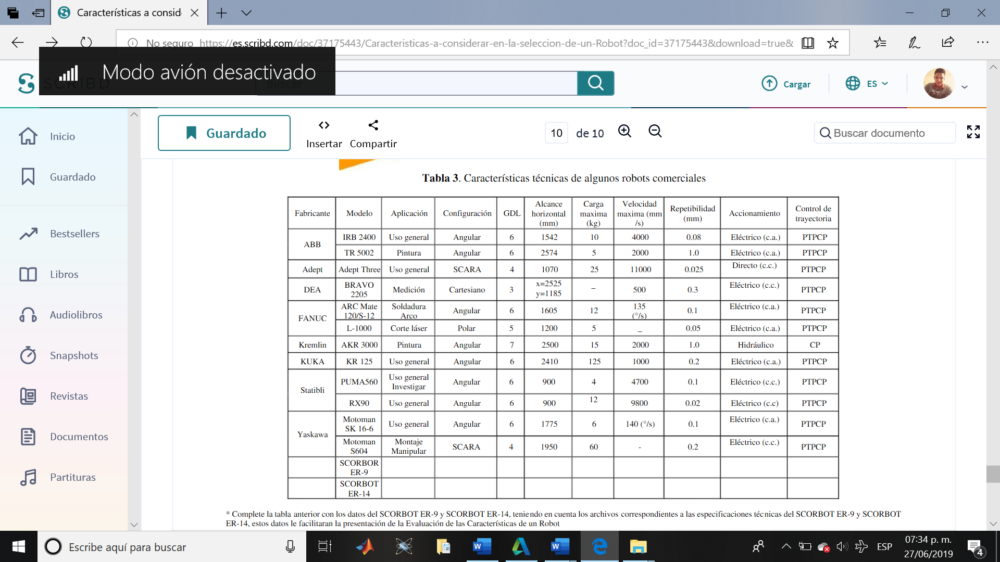 Características a consid
No seguro https://es.scribd.com/doc/37175443/Caracteristicas-a-considerar-en-la-seleccion-de-un-Robot?doc_id=37175443&download=true&
Modo avión desactivado
SCRIBD
Buscar
Cargar
ES
Guardado
Insertar
Compartir
10 de 10
Buscar documento
Inicio
Guardado
Bestsellers
Libros
Audiolibros
Snapshots
Revistas
Documentos
Partituras
Tabla 3. Características técnicas de algunos robots comerciales
Fabricante Modelo Aplicación Configuración GDL Alcance horizontal (mm) Carga maxima (kg) Velocidad maxima (mm /s) Repetibilidad (mm) Accionamiento Control de trayectoria
ABB IRB 2400 Uso general Angular 6 1542 10 4000 0.08 Eléctrico (c.a.) PTPCP
TR 5002 Pintura Angular 6 2574 5 2000 1.0 Eléctrico (c.a.) PTPCP
Adept Adept Three Uso general SCARA 4 1070 25 11000 0.025 Directo (c.c.) PTPCP
DEA BRAVO 2205 Medición Cartesiano 3 x=2525 y=1185 – 500 0.3 Eléctrico (c.c.) PTPCP
FANUC ARC Mate 120/S-12 Soldadura Arco Angular 6 1605 12 135 (°/s) 0.1 Eléctrico (c.a.) PTPCP
L-1000 Corte láser Polar 5 1200 5 – 0.05 Eléctrico (c.a.) PTPCP
Kremlin AKR 3000 Pintura Angular 7 2500 15 2000 1.0 Hidráulico CP
KUKA KR 125 Uso general Angular 6 2410 125 1000 0.2 Eléctrico (c.a.) PTPCP
Statibli PUMA560 Uso general Investigar Angular 6 900 4 4700 0.1 Eléctrico (c.c.) PTPCP
RX90 Uso general Angular 6 900 12 9800 0.02 Eléctrico (c.c) PTPCP
Yaskawa Motoman SK 16-6 Uso general Angular 6 1775 6 140 (°/s) 0.1 Eléctrico (c.a.) PTPCP
Motoman S604 Montaje Manipular SCARA 4 1950 60 - 0.2 Eléctrico (c.c.) PTPCP
SCORBOR ER-9
SCORBOT ER-14
* Complete la tabla anterior con los datos del SCORBOT ER-9 y SCORBOT ER-14, teniendo en cuenta los archivos correspondientes a las especificaciones técnicas del SCORBOT ER-9 y SCORBOT
ER-14, estos datos le facilitaran la presentación de la Evaluación de las Características de un Robot
Escribe aquí para buscar
ESP
07:34 p. m.
27/06/2019
4